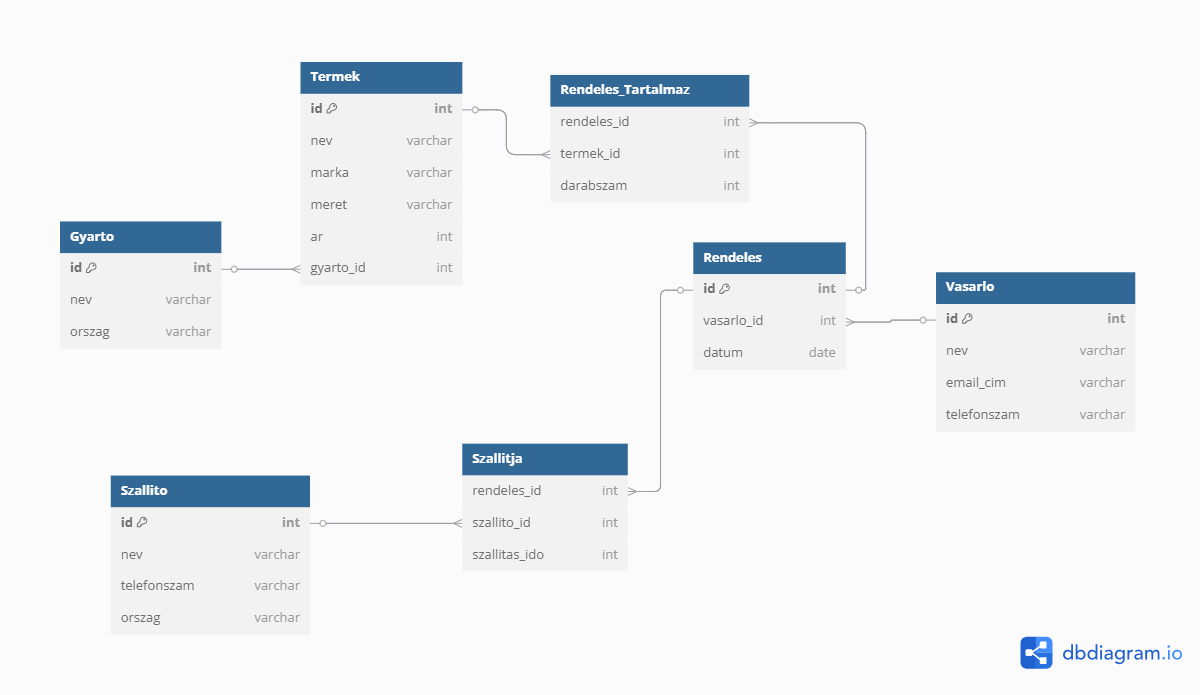 Termek
id int
nev varchar
marka varchar
meret varchar
ar int
gyarto_id int
Rendeles_Tartalmaz
rendeles_id int
termek_id int
darabszam int
Gyarto
id int
nev varchar
orszag varchar
Rendeles
id int
vasarlo_id int
datum date
Vasarlo
id int
nev varchar
email_cim varchar
telefonszam varchar
Szallitja
rendeles_id int
szallito_id int
szallitas_ido int
Szallito
id int
nev varchar
telefonszam varchar
orszag varchar
dbdiagram.io